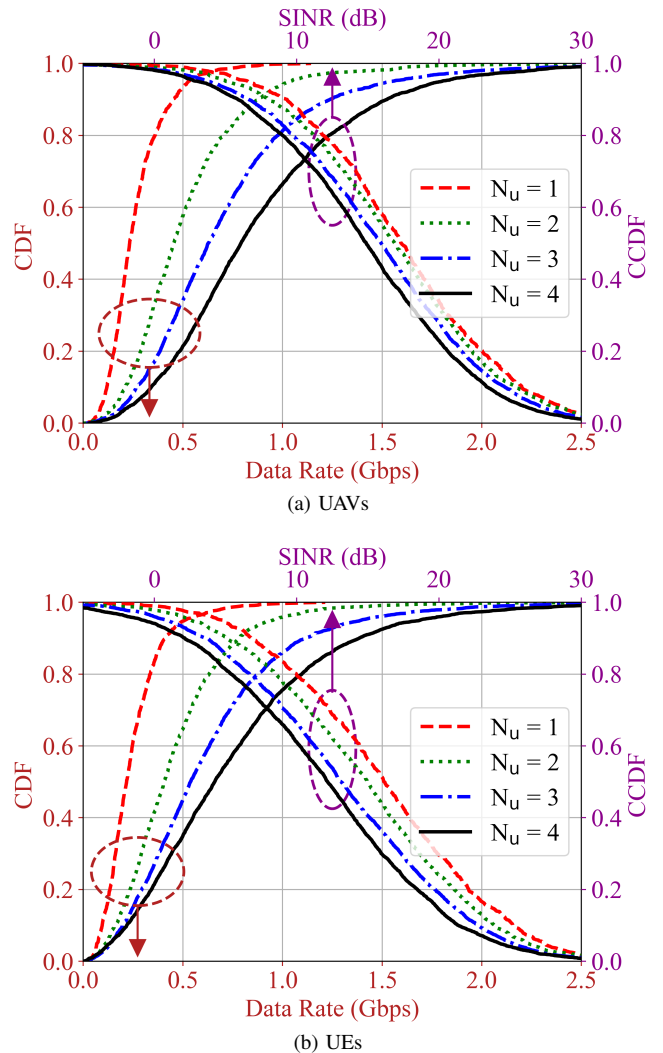 SINR (dB)
0 10 20 30
1.0 1.0
0.8 0.8
0.6 0.6
0.4 0.4
0.2 0.2
0.0 0.0
CDF
CCDF
N_u = 1
N_u = 2
N_u = 3
N_u = 4
0.0 0.5 1.0 1.5 2.0 2.5
Data Rate (Gbps)
(a) UAVs
SINR (dB)
0 10 20 30
1.0 1.0
0.8 0.8
0.6 0.6
0.4 0.4
0.2 0.2
0.0 0.0
CDF
CCDF
N_u = 1
N_u = 2
N_u = 3
N_u = 4
0.0 0.5 1.0 1.5 2.0 2.5
Data Rate (Gbps)
(b) UEs